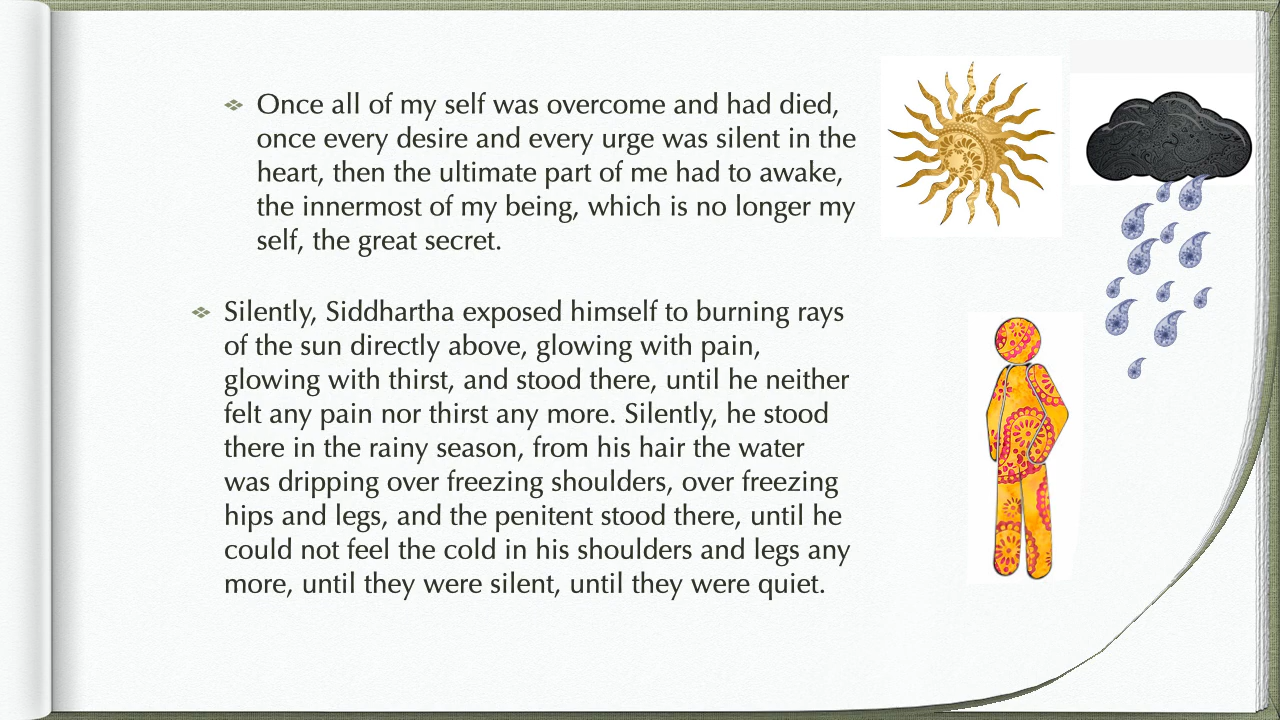 Once all of my self was overcome and had died,
once every desire and every urge was silent in the
heart, then the ultimate part of me had to awake,
the innermost of my being, which is no longer my
self, the great secret.
Silently, Siddhartha exposed himself to burning rays
of the sun directly above, glowing with pain,
glowing with thirst, and stood there, until he neither
felt any pain nor thirst any more. Silently, he stood
there in the rainy season, from his hair the water
was dripping over freezing shoulders, over freezing
hips and legs, and the penitent stood there, until he
could not feel the cold in his shoulders and legs any
more, until they were silent, until they were quiet.